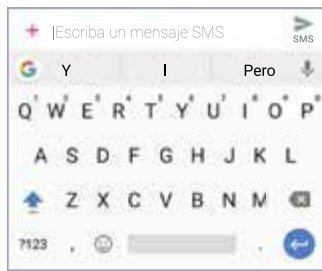 Escriba un mensaje SMS
SMS
Y I Pero
Q W E R T Y U I O P
A S D F G H J K L
Z X C V B N M
?123 , .